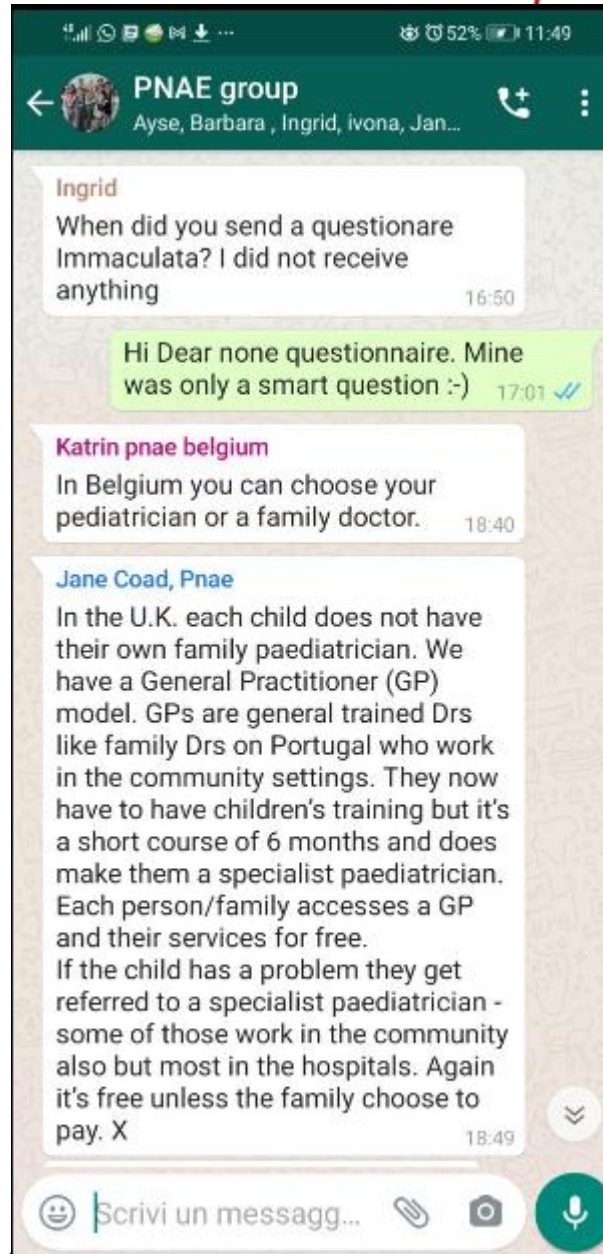 52% 11:49
PNAE group
Ayse, Barbara , Ingrid, ivona, Jan...
Ingrid
When did you send a questionare
Immaculata? I did not receive
anything
16:50
Hi Dear none questionnaire. Mine
was only a smart question :-)
17:01
Katrin pnae belgium
In Belgium you can choose your
pediatrician or a family doctor.
18:40
Jane Coad, Pnae
In the U.K. each child does not have
their own family paediatrician. We
have a General Practitioner (GP)
model. GPs are general trained Drs
like family Drs on Portugal who work
in the community settings. They now
have to have children's training but it's
a short course of 6 months and does
make them a specialist paediatrician.
Each person/family accesses a GP
and their services for free.
If the child has a problem they get
referred to a specialist paediatrician -
some of those work in the community
also but most in the hospitals. Again
it's free unless the family choose to
pay. X
18:49
Scrivi un messagg...